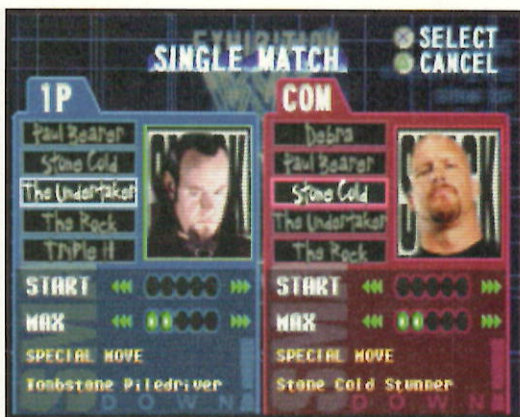 EXHIBITION
SINGLE MATCH
SELECT
CANCEL
1P
Paul Bearer
Stone Cold
The Undertaker
The Rock
Triple H
START
MAX
SPECIAL MOVE
Tombstone Piledriver
COM
Debra
Paul Bearer
Stone Cold
The Undertaker
The Rock
START
MAX
SPECIAL MOVE
Stone Cold Stunner
DOWN